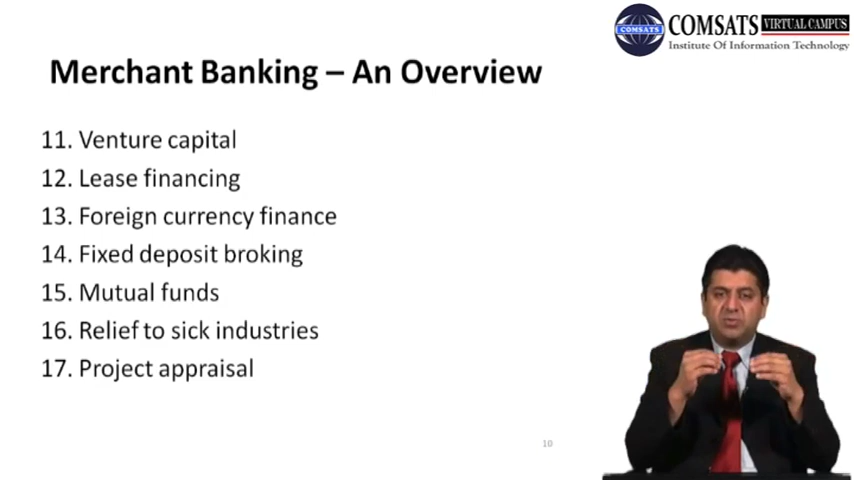 COMSATS
COMSATS VIRTUAL CAMPUS
Institute Of Information Technology
Merchant Banking – An Overview
11. Venture capital
12. Lease financing
13. Foreign currency finance
14. Fixed deposit broking
15. Mutual funds
16. Relief to sick industries
17. Project appraisal
10